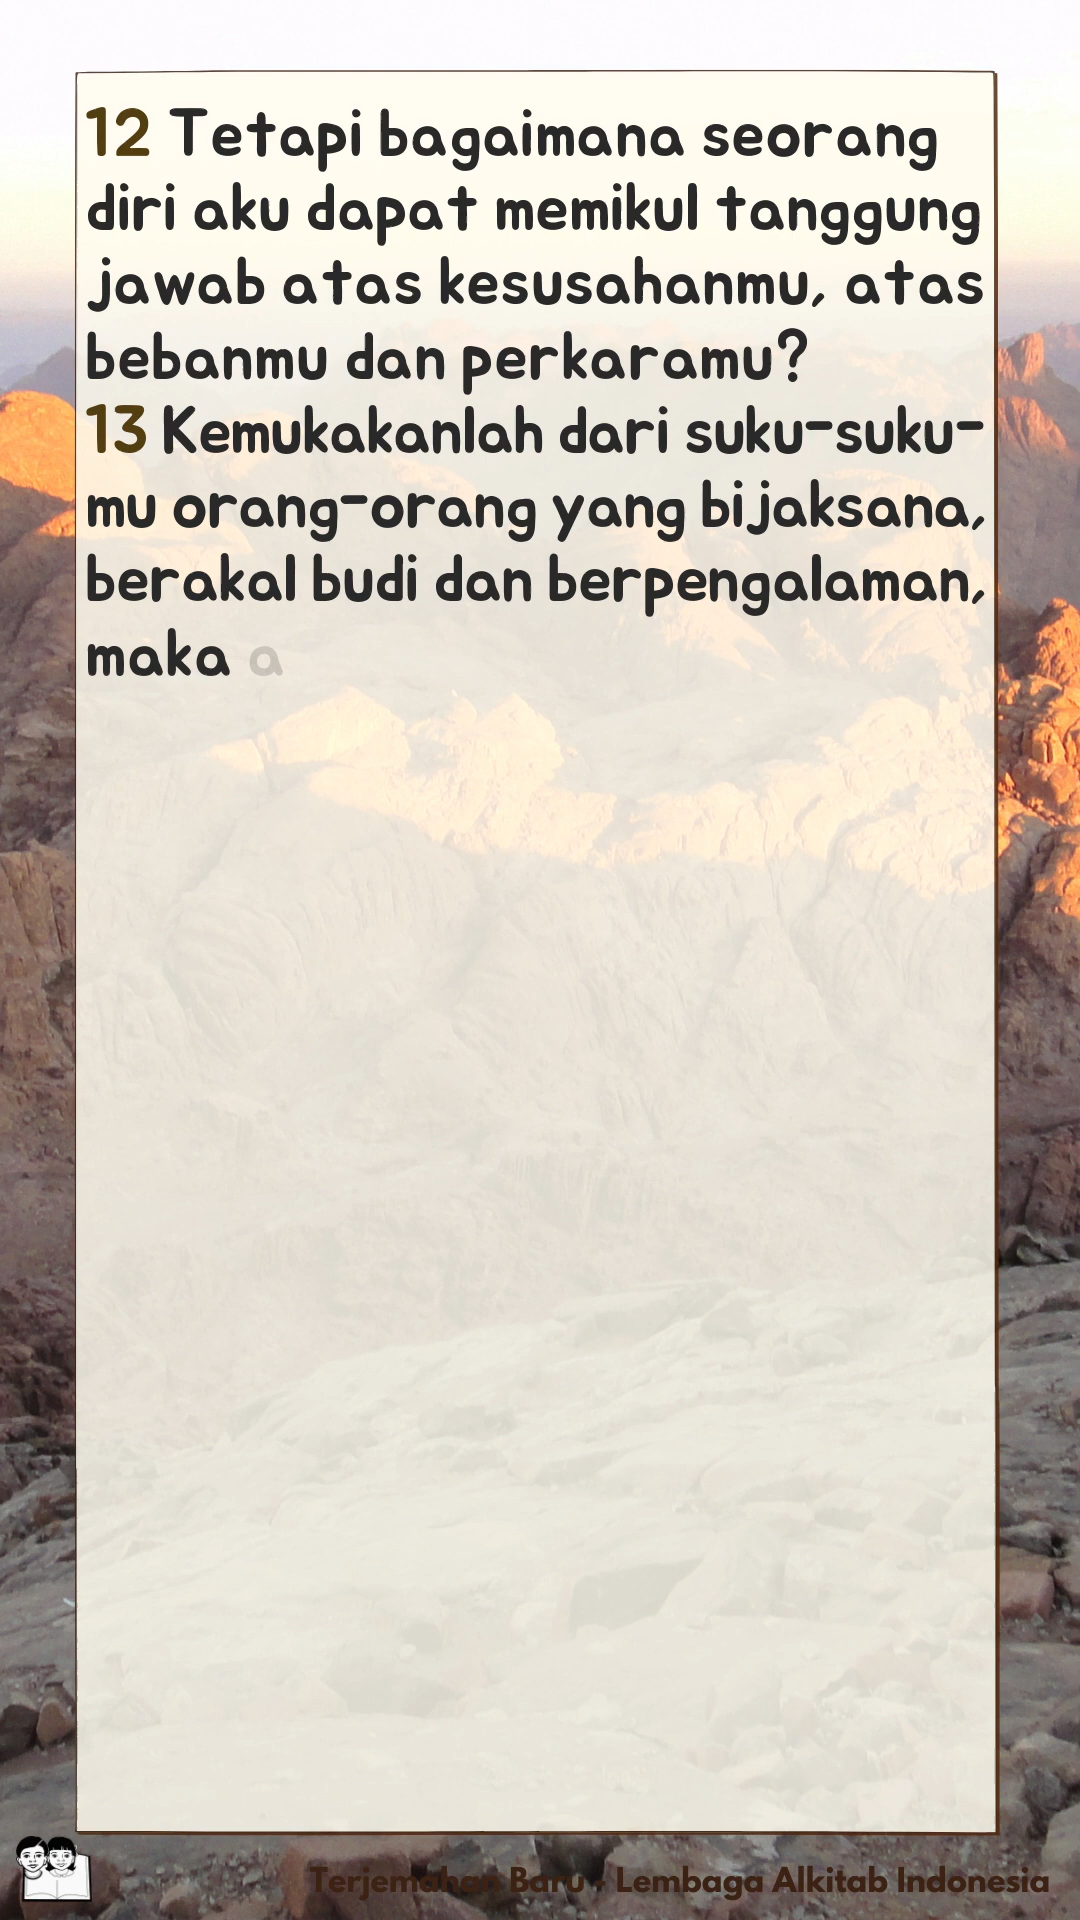 12 Tetapi bagaimana seorang
diri aku dapat memikul tanggung
jawab atas kesusahanmu, atas
bebanmu dan perkaramu?
13 Kemukakanlah dari suku-suku-
mu orang-orang yang bijaksana,
berakal budi dan berpengalaman,
maka a
Terjemahan Baru - Lembaga Alkitab Indonesia